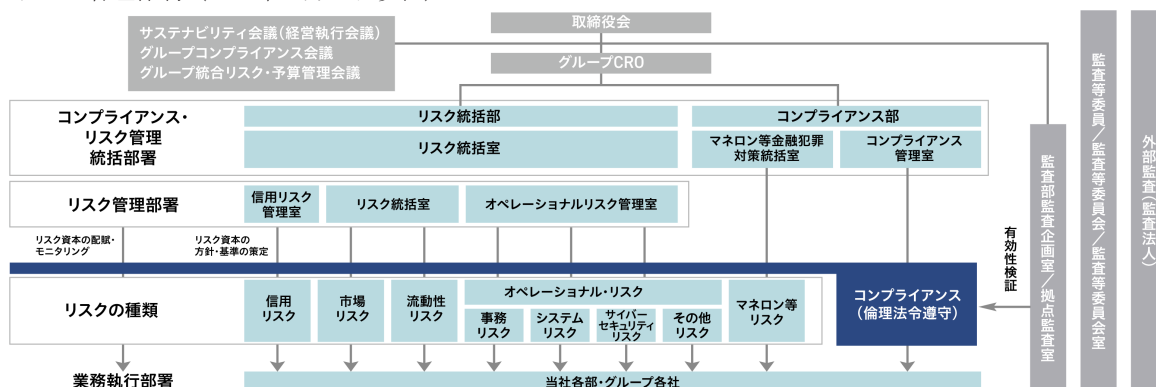 取締役会
サステナビリティ会議(経営執行会議)
グループコンプライアンス会議
グループ統合リスク・予算管理会議
グループCRO
コンプライアンス・
リスク管理
統括部署
リスク統括部
リスク統括室
コンプライアンス部
マネロン等金融犯罪
対策統括室
コンプライアンス
管理室
リスク管理部署
信用リスク
管理室
リスク統括室
オペレーショナルリスク管理室
リスク資本の配賦・
モニタリング
リスク資本の
方針・基準の策定
リスクの種類
信用
リスク
市場
リスク
流動性
リスク
オペレーショナル・リスク
事務
リスク
システム
リスク
サイバー
セキュリティ
リスク
その他
リスク
マネロン等
リスク
コンプライアンス
(倫理法令遵守)
有効性検証
監査部監査企画室/拠点監査室
監査等委員/監査等委員会/監査等委員会室
外部監査(監査法人)
業務執行部署
当社各部・グループ各社